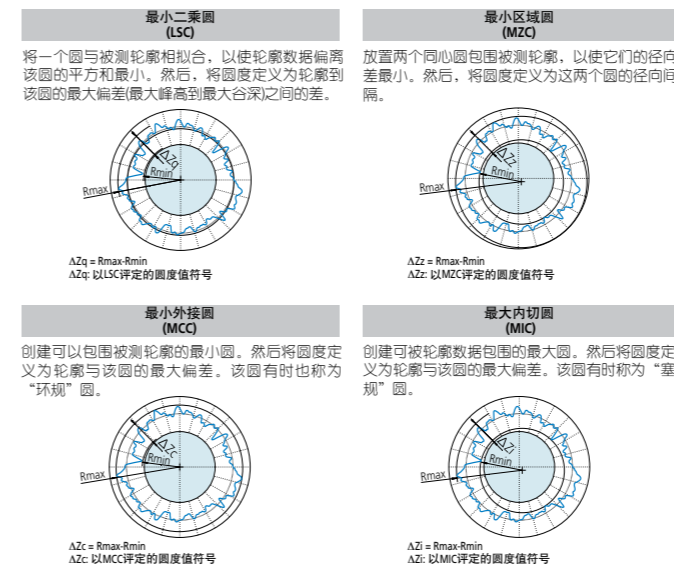 最小二乘圆
(LSC)
将一个圆与被测轮廓相拟合，以使轮廓数据偏离
该圆的平方和最小。然后，将圆度定义为轮廓到
该圆的最大偏差(最大峰高到最大谷深)之间的差。
ΔZq
Rmin
Rmax
ΔZq = Rmax-Rmin
ΔZq: 以LSC评定的圆度值符号
最小区域圆
(MZC)
放置两个同心圆包围被测轮廓，以使它们的径向
差最小。然后，将圆度定义为这两个圆的径向间
隔。
ΔZz
Rmin
Rmax
ΔZz = Rmax-Rmin
ΔZz: 以MZC评定的圆度值符号
最小外接圆
(MCC)
创建可以包围被测轮廓的最小圆。然后将圆度定
义为轮廓与该圆的最大偏差。该圆有时也称为
“环规”圆。
ΔZc
Rmin
Rmax
ΔZc = Rmax-Rmin
ΔZc: 以MCC评定的圆度值符号
最大内切圆
(MIC)
创建可被轮廓数据包围的最大圆。然后将圆度定
义为轮廓与该圆的最大偏差。该圆有时称为“塞
规”圆。
ΔZi
Rmin
Rmax
ΔZi = Rmax-Rmin
ΔZi: 以MIC评定的圆度值符号